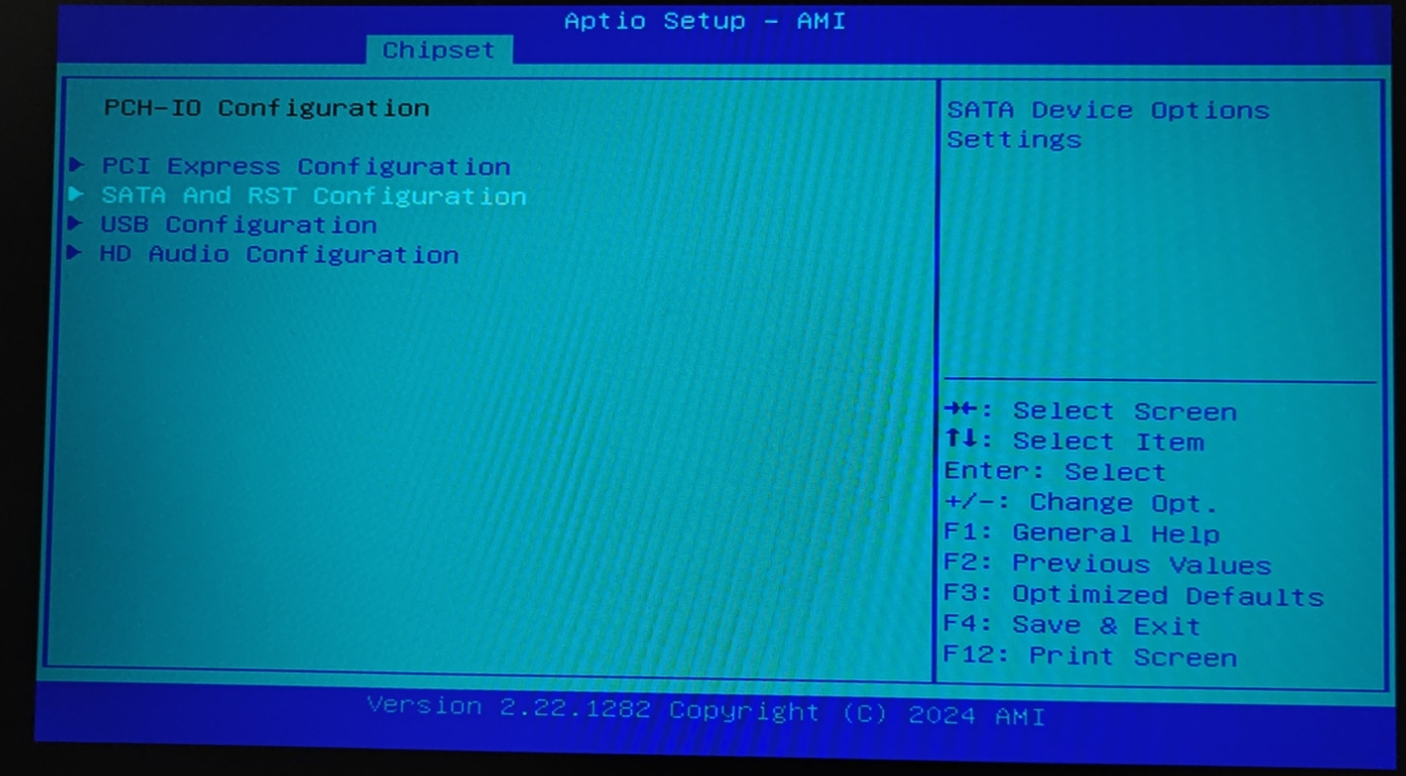 Aptio Setup - AMI
Chipset
PCH-IO Configuration
PCI Express Configuration
SATA And RST Configuration
USB Configuration
HD Audio Configuration
SATA Device Options
Settings
→←: Select Screen
↑↓: Select Item
Enter: Select
+/-: Change Opt.
F1: General Help
F2: Previous Values
F3: Optimized Defaults
F4: Save & Exit
F12: Print Screen
Version 2.22.1282 Copyright (C) 2024 AMI